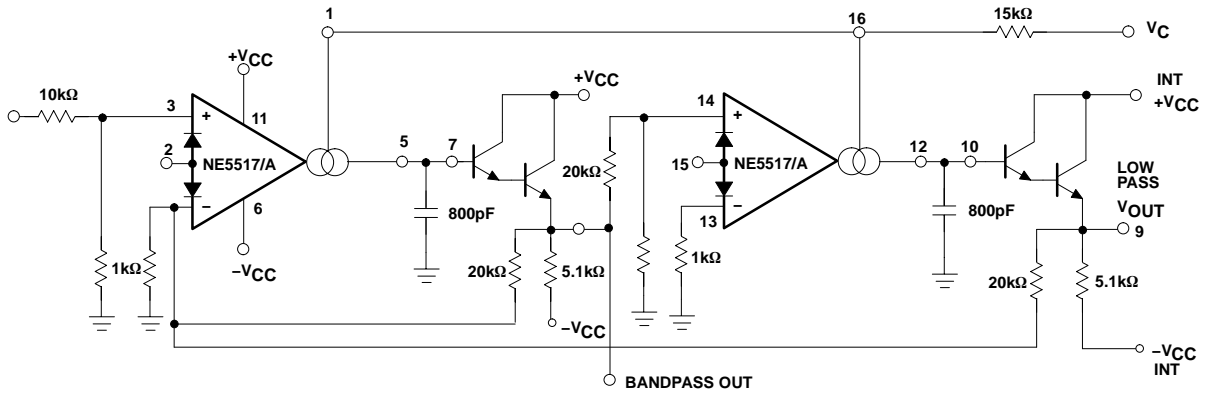 1
16
15kΩ
VC
+VCC
+VCC
INT
+VCC
10kΩ
3
+
11
2
NE5517/A
5
7
14
+
15
NE5517/A
12
10
20kΩ
LOW
PASS
VOUT
9
−
6
800pF
−
13
800pF
1kΩ
−VCC
20kΩ
5.1kΩ
1kΩ
20kΩ
5.1kΩ
−VCC
−VCC
INT
BANDPASS OUT